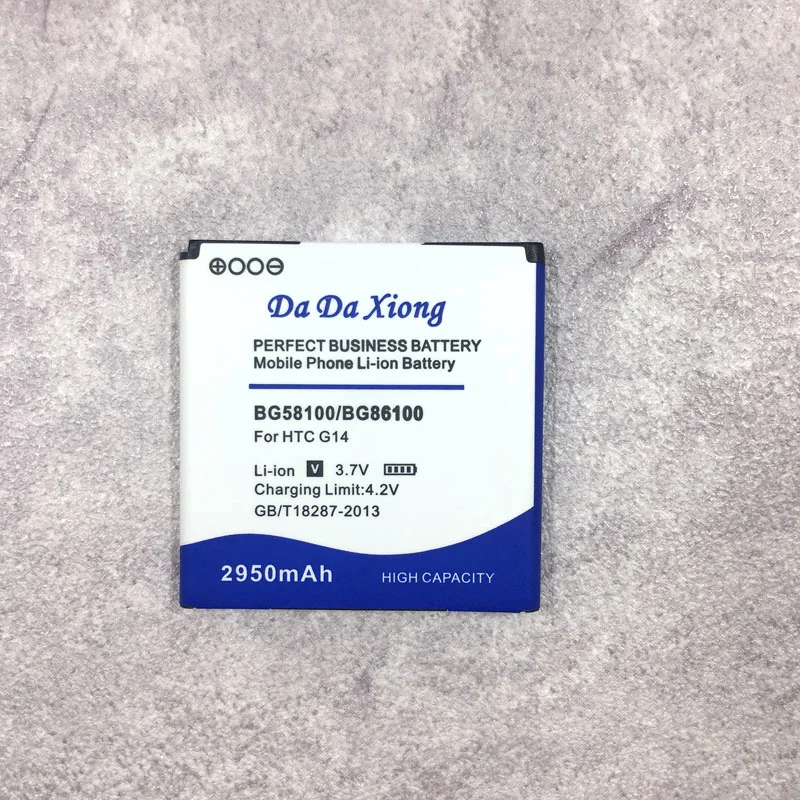 Da Da Xiong
PERFECT BUSINESS BATTERY
Mobile Phone Li-ion Battery
BG58100/BG86100
For HTC G14
Li-ion V 3.7V
Charging Limit:4.2V
GB/T18287-2013
2950mAh HIGH CAPACITY